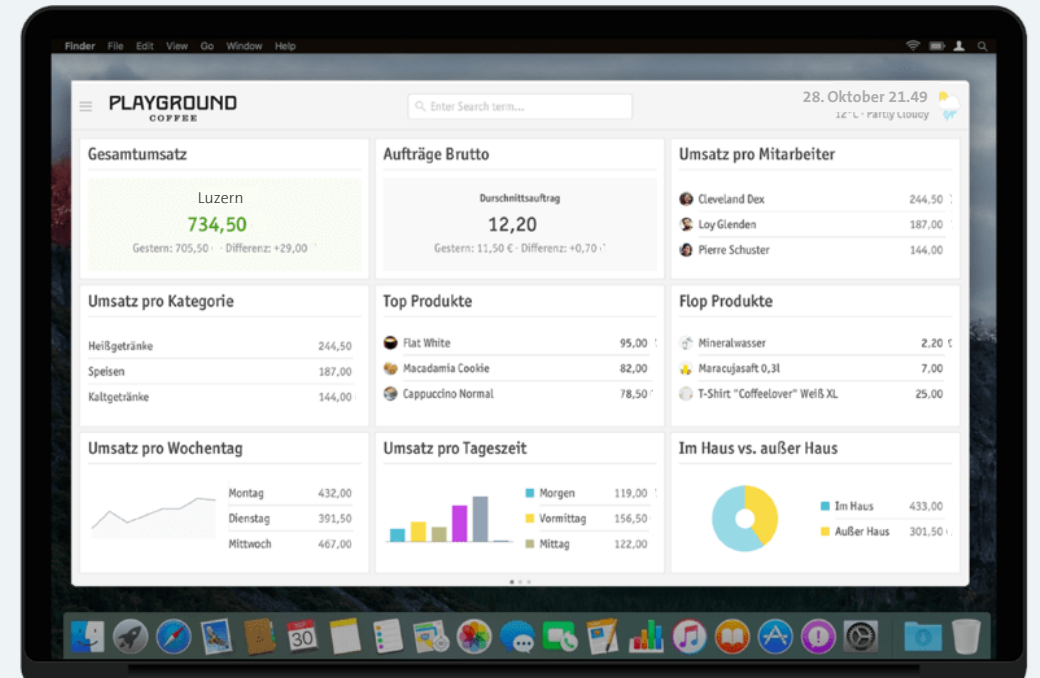 Finder File Edit View Go Window Help
PLAYGROUND
COFFEE
Enter Search term...
28. Oktober 21.49
12°C · Partly Cloudy
Gesamtumsatz
Luzern
734,50
Gestern: 705,50 · Differenz: +29,00
Aufträge Brutto
Durschnittsauftrag
12,20
Gestern: 11,50 € · Differenz: +0,70
Umsatz pro Mitarbeiter
Cleveland Dex 244,50
Loy Glenden 187,00
Pierre Schuster 144,00
Umsatz pro Kategorie
Heißgetränke 244,50
Speisen 187,00
Kaltgetränke 144,00
Top Produkte
Flat White 95,00
Macadamia Cookie 82,00
Cappuccino Normal 78,50
Flop Produkte
Mineralwasser 2,20
Maracujasaft 0,3l 7,00
T-Shirt "Coffeelover" Weiß XL 25,00
Umsatz pro Wochentag
Montag 432,00
Dienstag 391,50
Mittwoch 467,00
Umsatz pro Tageszeit
Morgen 119,00
Vormittag 156,50
Mittag 122,00
Im Haus vs. außer Haus
Im Haus 433,00
Außer Haus 301,50
30